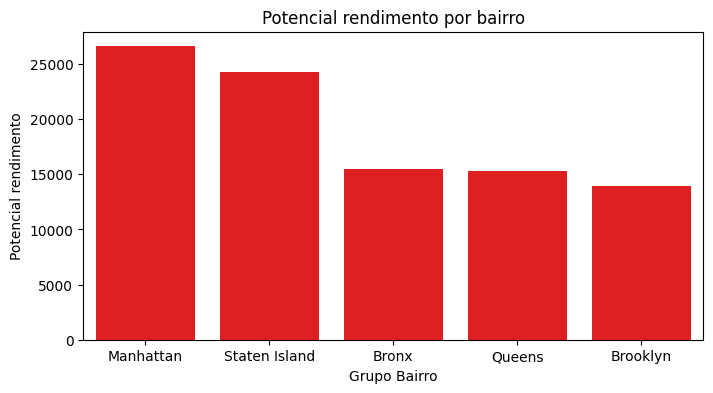 Potencial rendimento por bairro
Potencial rendimento
25000
20000
15000
10000
5000
0
Manhattan
Staten Island
Bronx
Queens
Brooklyn
Grupo Bairro